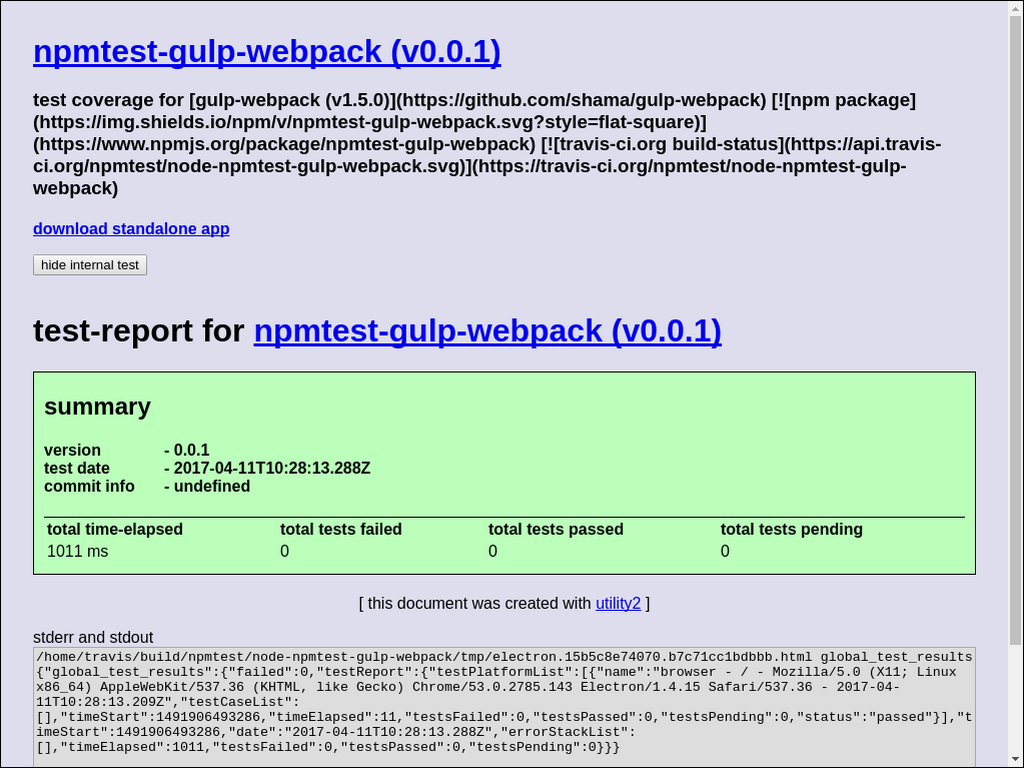 npmtest-gulp-webpack (v0.0.1)
test coverage for [gulp-webpack (v1.5.0)](https://github.com/shama/gulp-webpack) [![npm package]
(https://img.shields.io/npm/v/npmtest-gulp-webpack.svg?style=flat-square)]
(https://www.npmjs.org/package/npmtest-gulp-webpack) [![travis-ci.org build-status](https://api.travis-
ci.org/npmtest/node-npmtest-gulp-webpack.svg)](https://travis-ci.org/npmtest/node-npmtest-gulp-
webpack)
download standalone app
hide internal test
test-report for npmtest-gulp-webpack (v0.0.1)
summary
version - 0.0.1
test date - 2017-04-11T10:28:13.288Z
commit info - undefined
total time-elapsed total tests failed total tests passed total tests pending
1011 ms 0 0 0
[ this document was created with utility2 ]
stderr and stdout
/home/travis/build/npmtest/node-npmtest-gulp-webpack/tmp/electron.15b5c8e74070.b7c71cc1bdbbb.html global_test_results
{"global_test_results":{"failed":0,"testReport":{"testPlatformList":[{"name":"browser - / - Mozilla/5.0 (X11; Linux
x86_64) AppleWebKit/537.36 (KHTML, like Gecko) Chrome/53.0.2785.143 Electron/1.4.15 Safari/537.36 - 2017-04-
11T10:28:13.209Z","testCaseList":
[],"timeStart":1491906493286,"timeElapsed":11,"testsFailed":0,"testsPassed":0,"testsPending":0,"status":"passed"}],"t
imeStart":1491906493286,"date":"2017-04-11T10:28:13.288Z","errorStackList":
[],"timeElapsed":1011,"testsFailed":0,"testsPassed":0,"testsPending":0}}}